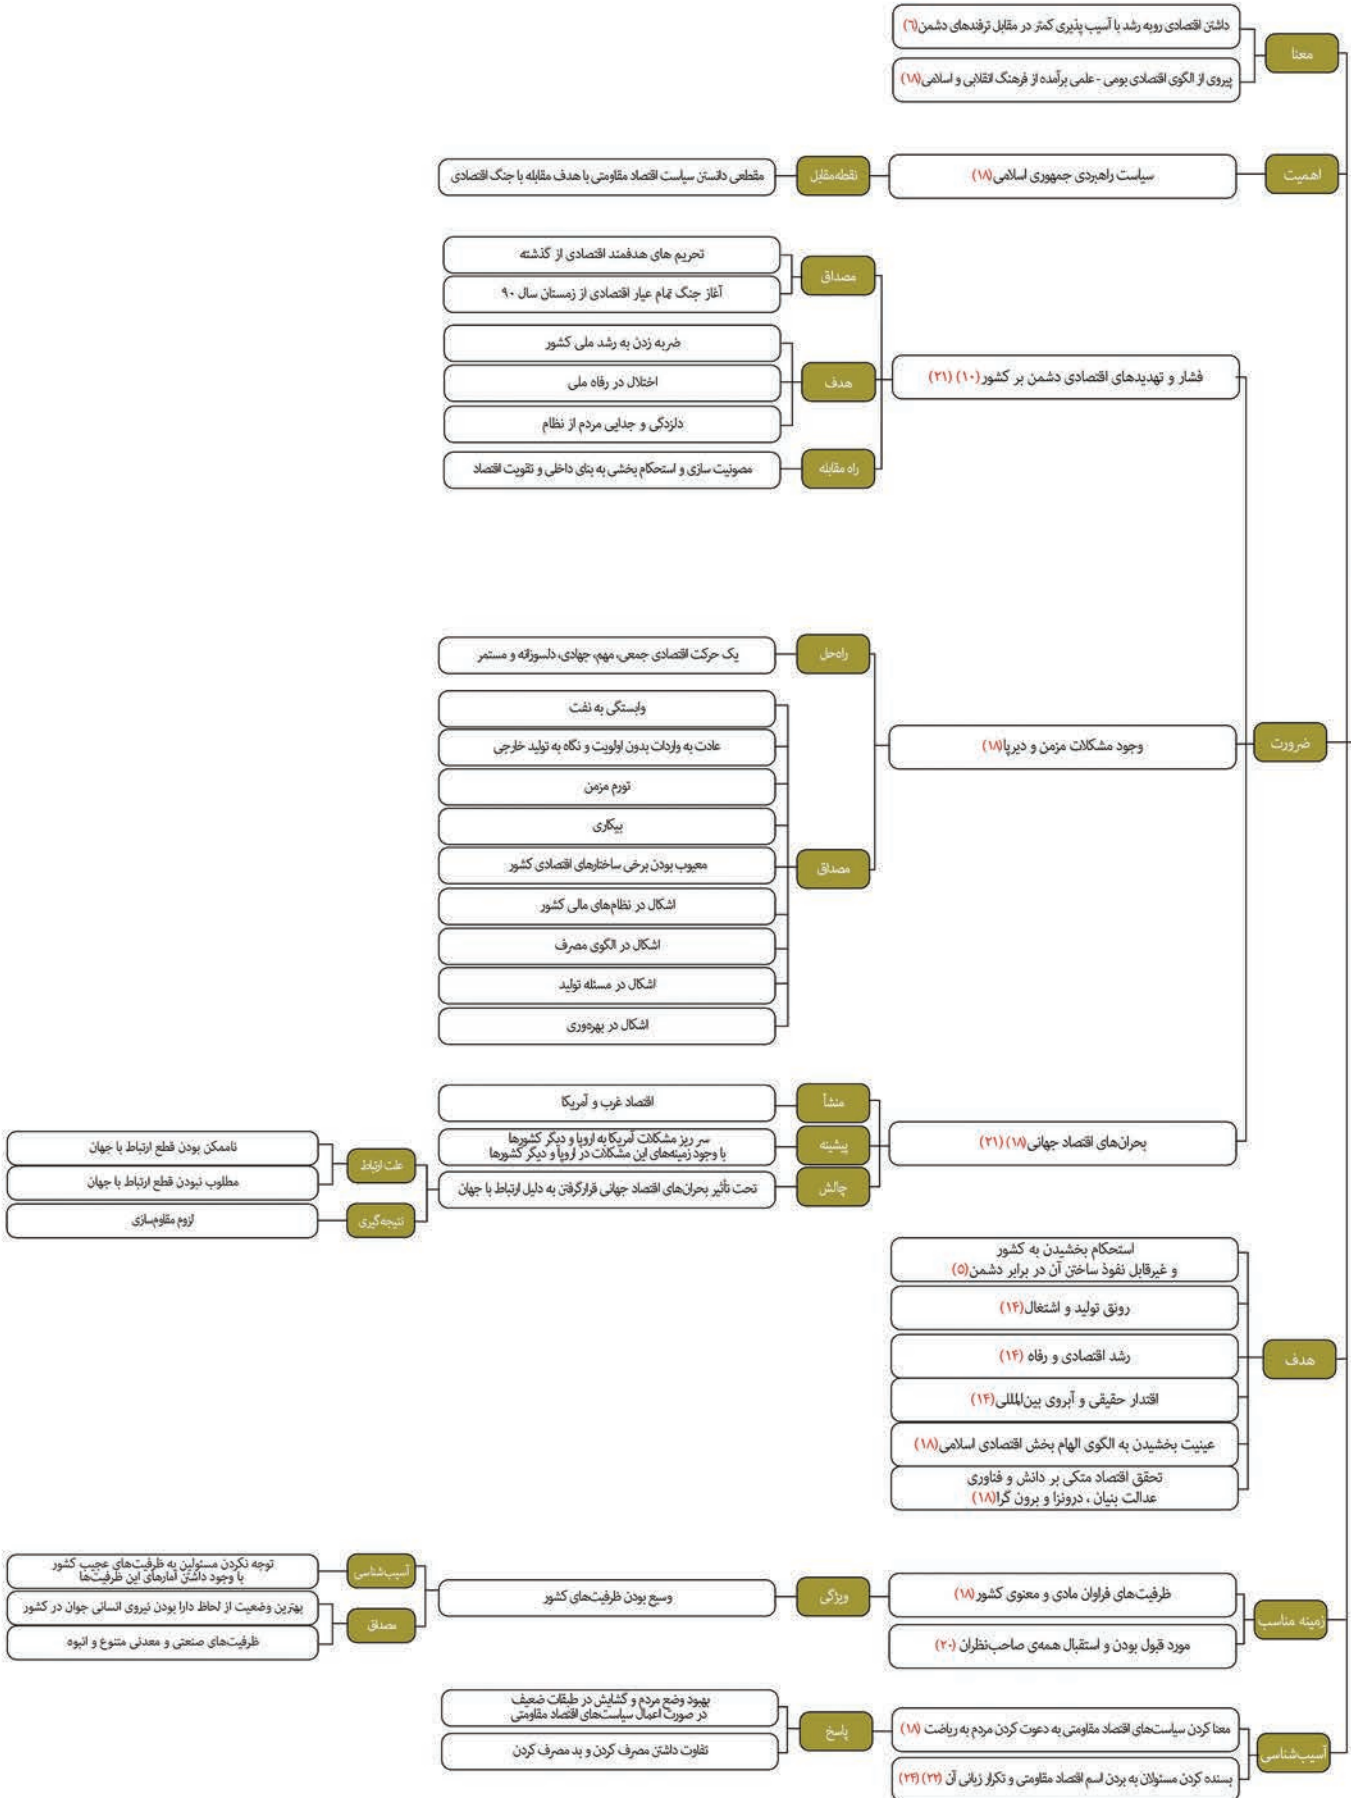 معنا
داشتن اقتصادی روبه رشد با آسیب پذیری کمتر در مقابل ترفندهای دشمن(٦)
پیروی از الگوی اقتصادی بومی - علمی برآمده از فرهنگ انقلابی و اسلامی(۱۸)
اهمیت
سیاست راهبردی جمهوری اسلامی(۱۸)
نقطه‌مقابل
مقطعی دانستن سیاست اقتصاد مقاومتی با هدف مقابله با جنگ اقتصادی
ضرورت
فشار و تهدیدهای اقتصادی دشمن بر کشور(۱۰) (۲۱)
مصداق
تحریم های هدفمند اقتصادی از گذشته
آغاز جنگ تمام عیار اقتصادی از زمستان سال ۹۰
هدف
ضربه زدن به رشد ملی کشور
اختلال در رفاه ملی
دلزدگی و جدایی مردم از نظام
راه مقابله
مصونیت سازی و استحکام بخشی به بنای داخلی و تقویت اقتصاد
وجود مشکلات مزمن و دیرپا(۱۸)
راه‌حل
یک حرکت اقتصادی جمعی، مهم، جهادی، دلسوزانه و مستمر
مصداق
وابستگی به نفت
عادت به واردات بدون اولویت و نگاه به تولید خارجی
تورم مزمن
بیکاری
معیوب بودن برخی ساختارهای اقتصادی کشور
اشکال در نظام‌های مالی کشور
اشکال در الگوی مصرف
اشکال در مسئله تولید
اشکال در بهره‌وری
بحران‌های اقتصاد جهانی(۱۸) (۲۱)
منشأ
اقتصاد غرب و آمریکا
پیشینه
سر ریز مشکلات آمریکا به اروپا و دیگر کشورها
با وجود زمینه‌های این مشکلات در اروپا و دیگر کشورها
چالش
تحت تأثیر بحران‌های اقتصاد جهانی قرارگرفتن به دلیل ارتباط با جهان
علت ارتباط
ناممکن بودن قطع ارتباط با جهان
مطلوب نبودن قطع ارتباط با جهان
نتیجه‌گیری
لزوم مقاوم‌سازی
هدف
استحکام بخشیدن به کشور
و غیرقابل نفوذ ساختن آن در برابر دشمن(۵)
رونق تولید و اشتغال(۱۴)
رشد اقتصادی و رفاه (۱۴)
اقتدار حقیقی و آبروی بین‌المللی(۱۴)
عینیت بخشیدن به الگوی الهام بخش اقتصادی اسلامی(۱۸)
تحقق اقتصاد متکی بر دانش و فناوری
عدالت بنیان ، درونزا و برون گرا(۱۸)
زمینه مناسب
ظرفیت‌های فراوان مادی و معنوی کشور(۱۸)
ویژگی
وسیع بودن ظرفیت‌های کشور
آسیب‌شناسی
توجه نکردن مسئولین به ظرفیت‌های عجیب کشور
با وجود داشتن آمارهای این ظرفیت‌ها
مصداق
بهترین وضعیت از لحاظ دارا بودن نیروی انسانی جوان در کشور
ظرفیت‌های صنعتی و معدنی متنوع و انبوه
مورد قبول بودن و استقبال همه‌ی صاحب‌نظران (۲۰)
آسیب‌شناسی
معنا کردن سیاست‌های اقتصاد مقاومتی به دعوت کردن مردم به ریاضت (۱۸)
پاسخ
بهبود وضع مردم و گشایش در طبقات ضعیف
در صورت اعمال سیاست‌های اقتصاد مقاومتی
تفاوت داشتن مصرف کردن و بد مصرف کردن
بسنده کردن مسئولان به بردن اسم اقتصاد مقاومتی و تکرار زبانی آن (۲۲) (۲۴)